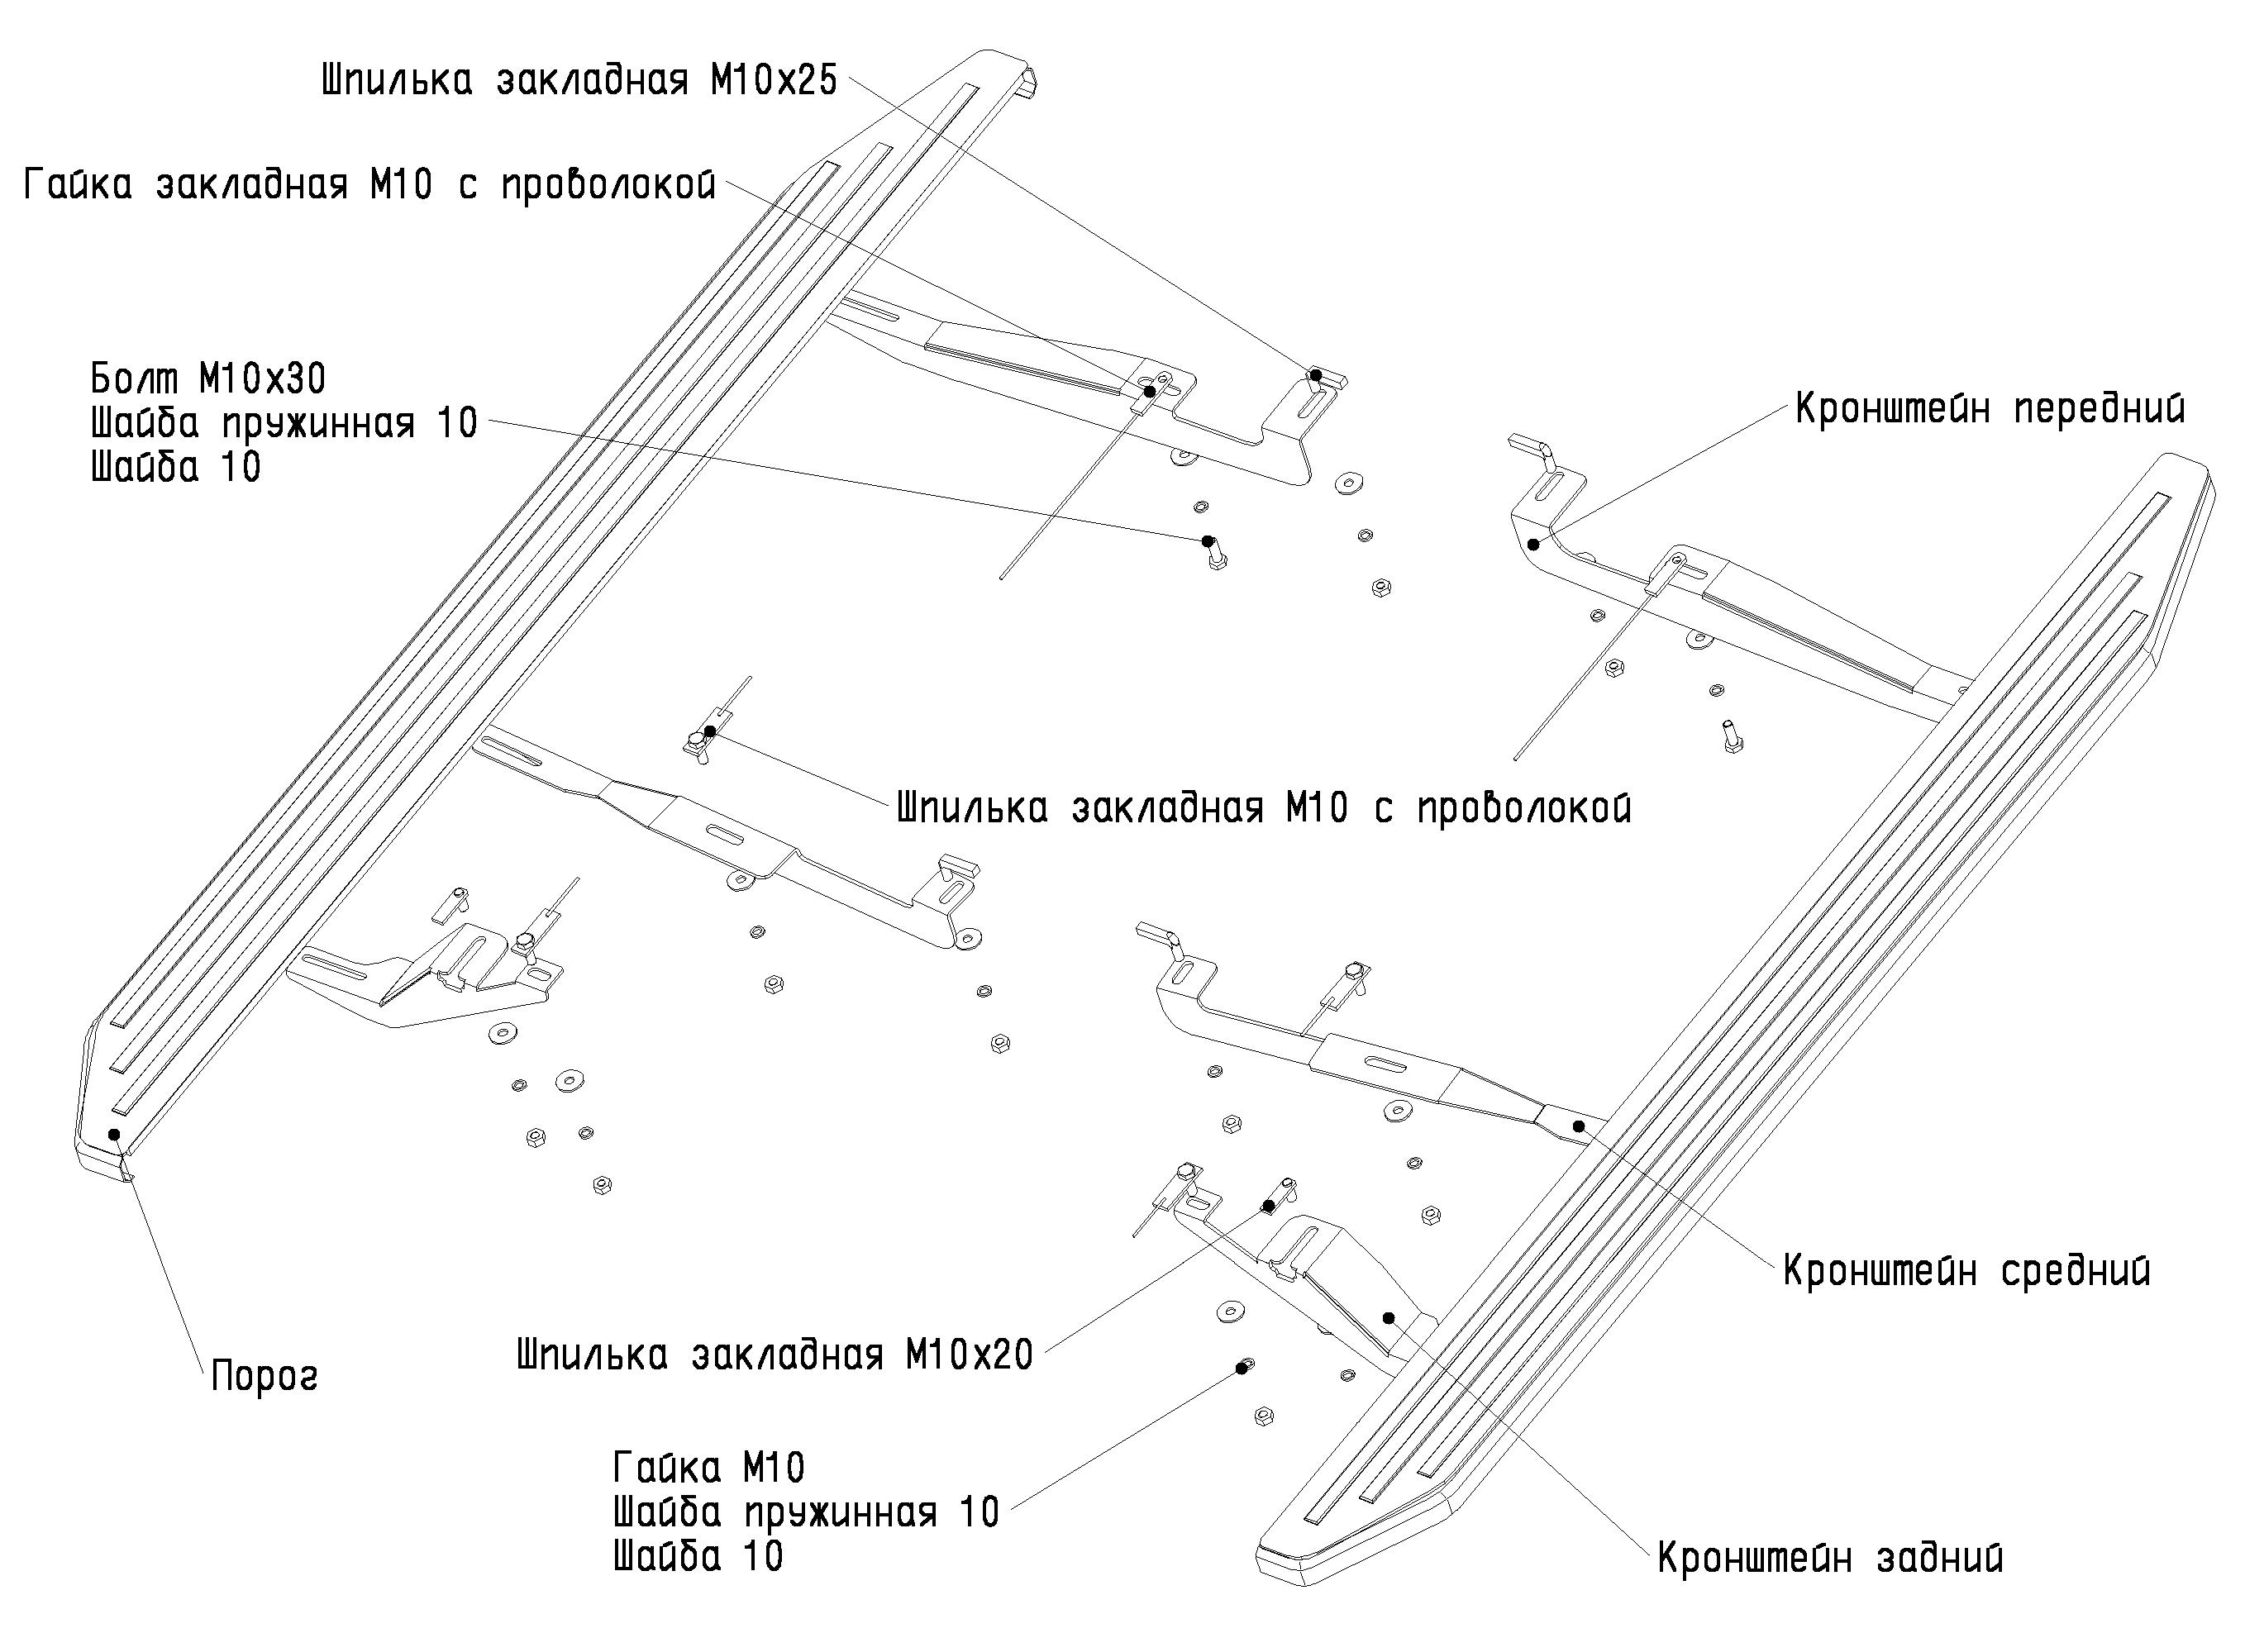 Шпилька закладная М10х25
Гайка закладная М10 с проволокой
Болт М10х30
Шайба пружинная 10
Шайба 10
Кронштейн передний
Шпилька закладная М10 с проволокой
Кронштейн средний
Шпилька закладная М10х20
Порог
Гайка М10
Шайба пружинная 10
Шайба 10
Кронштейн задний